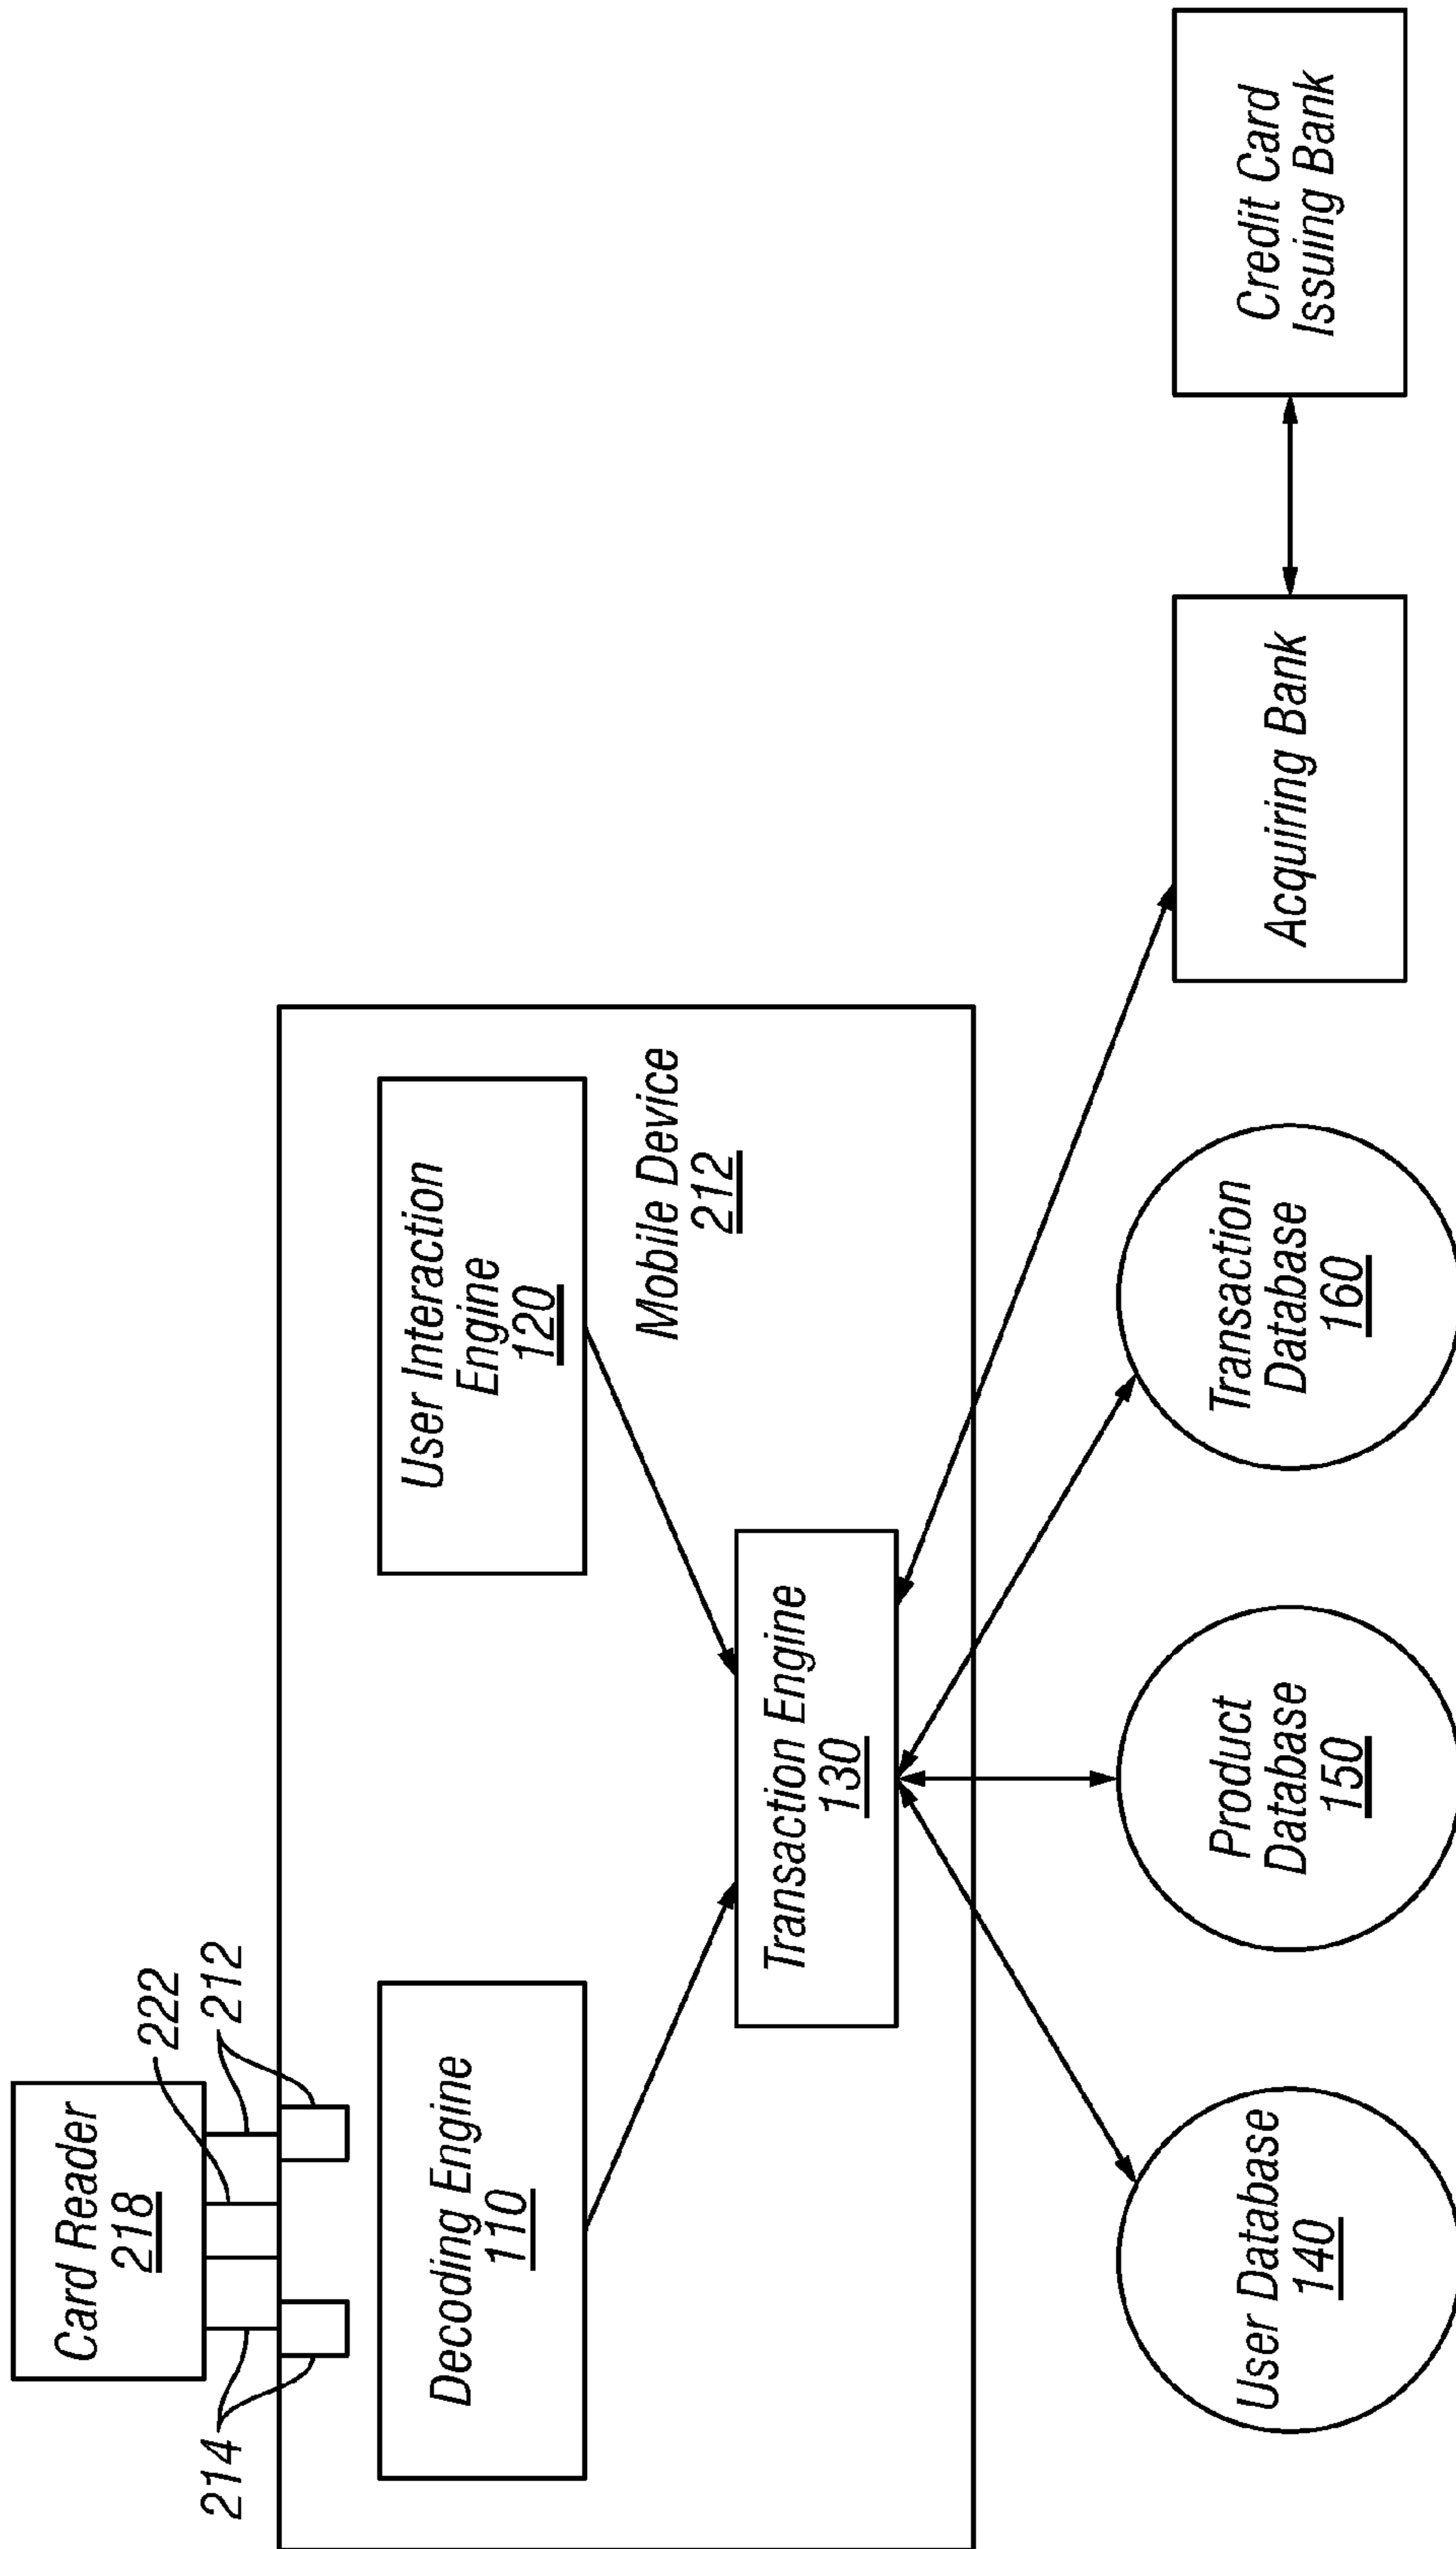 Card Reader
218
222
212
214
Decoding Engine
110
User Interaction
Engine
120
Mobile Device
212
Transaction Engine
130
User Database
140
Product
Database
150
Transaction
Database
160
Acquiring Bank
Credit Card
Issuing Bank